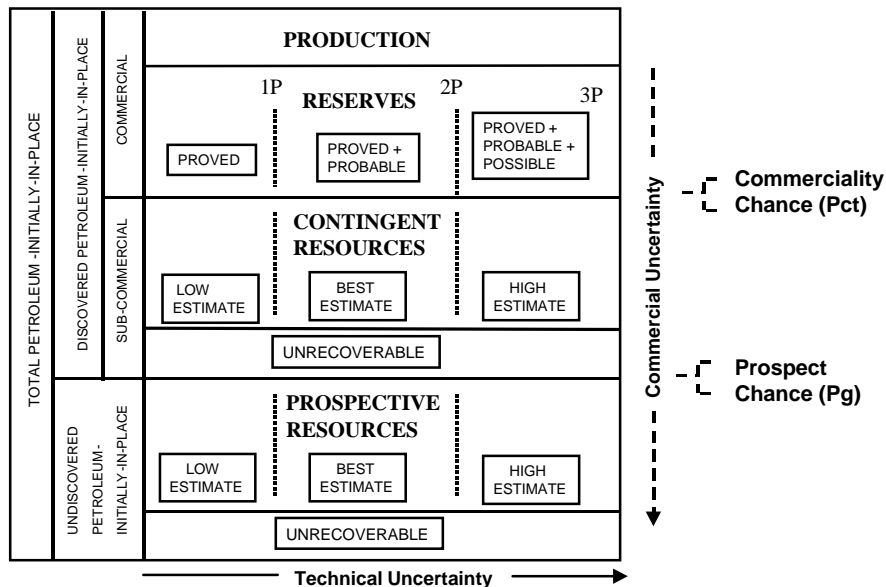 TOTAL PETROLEUM -INITIALLY-IN-PLACE
DISCOVERED PETROLEUM -INITIALLY-IN-PLACE
COMMERCIAL
PRODUCTION
1P
2P
3P
RESERVES
PROVED
PROVED +
PROBABLE
PROVED +
PROBABLE +
POSSIBLE
SUB-COMMERCIAL
CONTINGENT
RESOURCES
LOW
ESTIMATE
BEST
ESTIMATE
HIGH
ESTIMATE
UNRECOVERABLE
UNDISCOVERED
PETROLEUM-
INITIALLY-IN-PLACE
PROSPECTIVE
RESOURCES
LOW
ESTIMATE
BEST
ESTIMATE
HIGH
ESTIMATE
UNRECOVERABLE
Technical Uncertainty
Commercial Uncertainty
Commerciality
Chance (Pct)
Prospect
Chance (Pg)